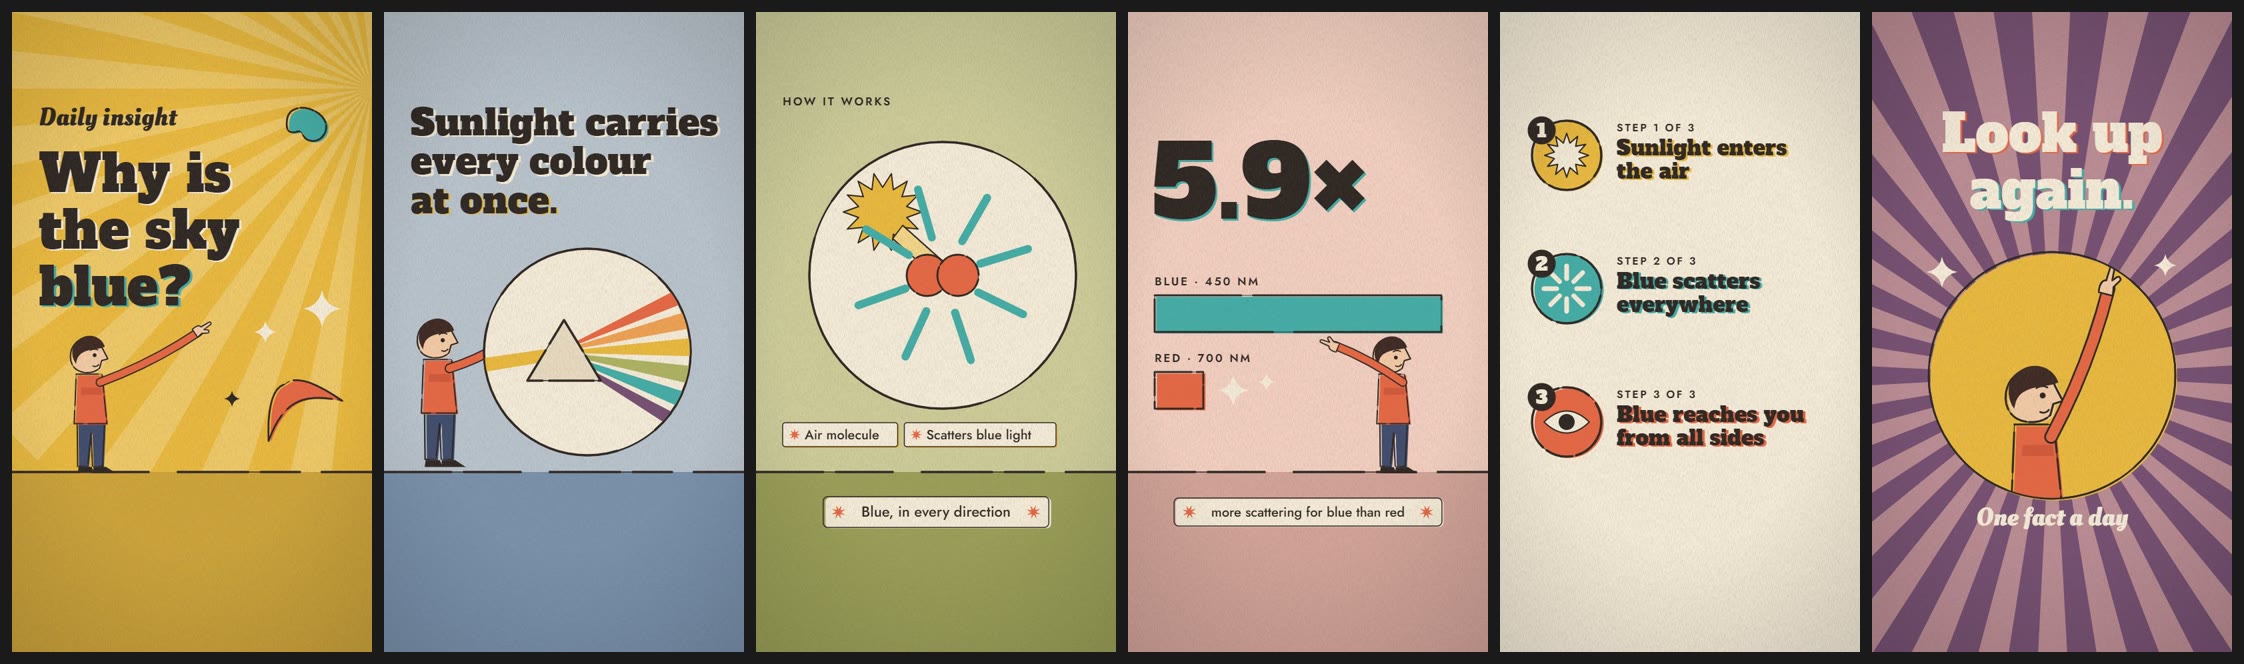 Daily insight
Why is
the sky
blue?
Sunlight carries
every colour
at once.
HOW IT WORKS
Air molecule
Scatters blue light
Blue, in every direction
5.9×
BLUE · 450 NM
RED · 700 NM
more scattering for blue than red
1
STEP 1 OF 3
Sunlight enters
the air
2
STEP 2 OF 3
Blue scatters
everywhere
3
STEP 3 OF 3
Blue reaches you
from all sides
Look up
again.
One fact a day